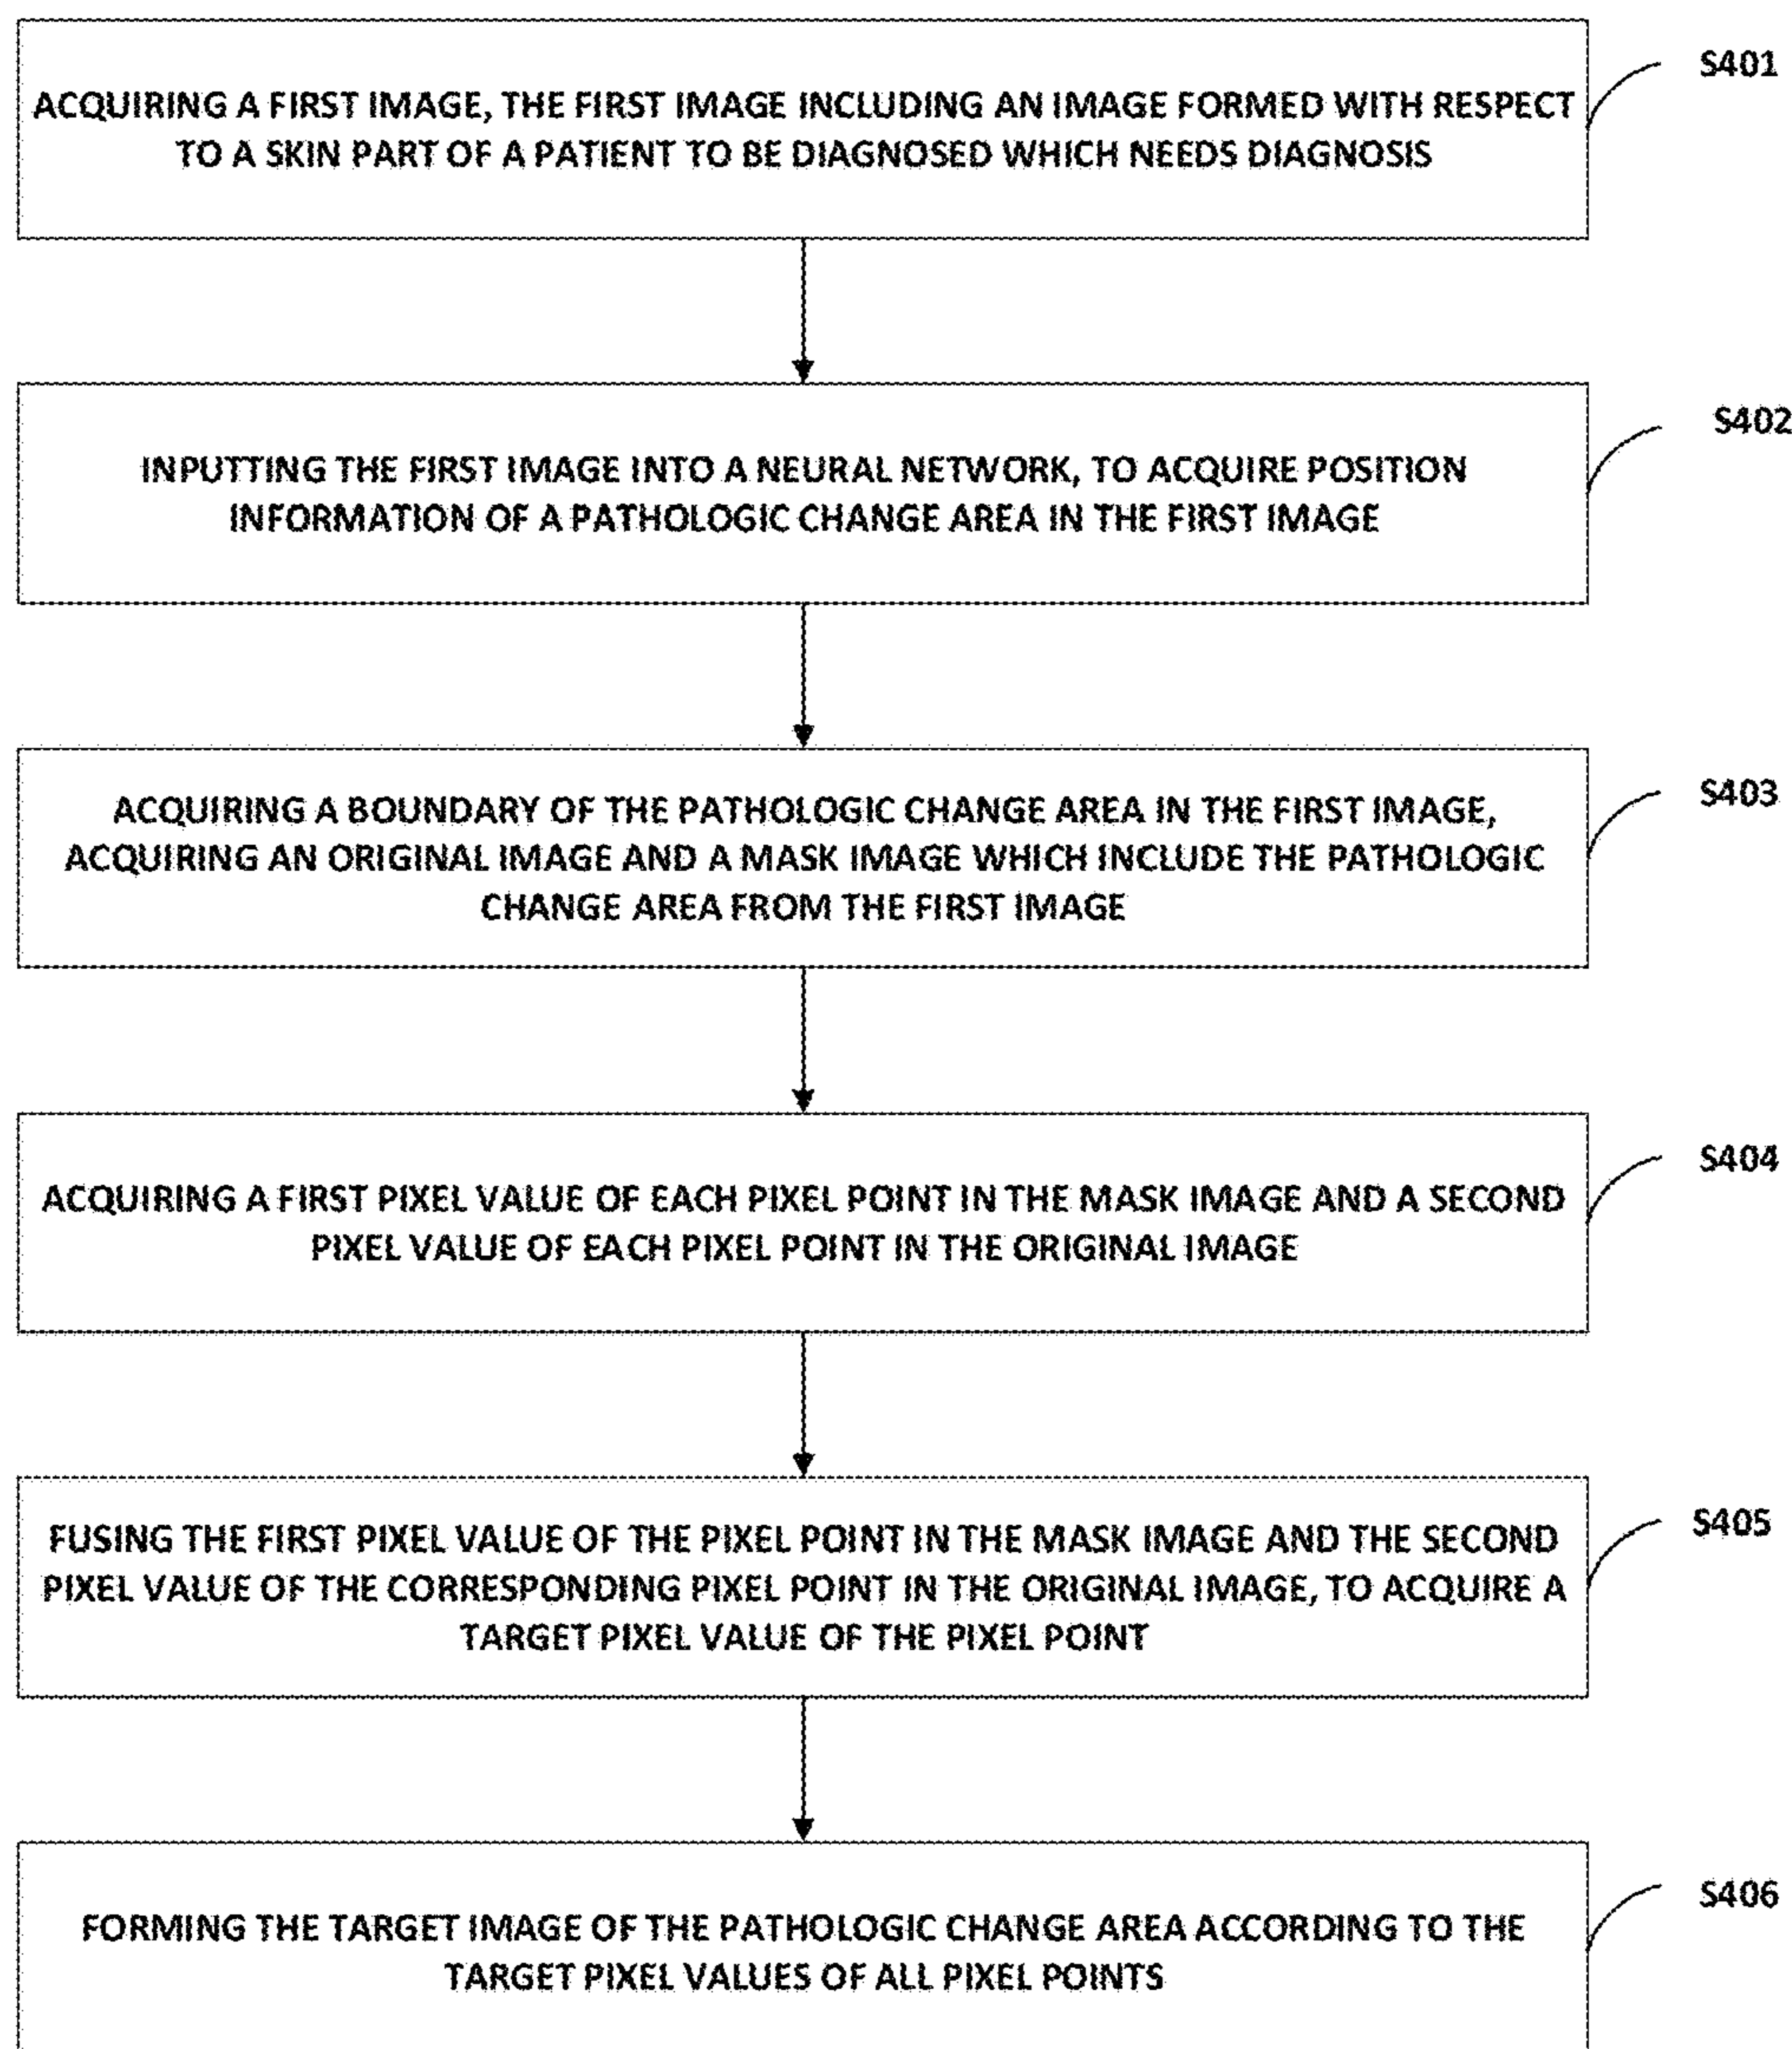 S401
ACQUIRING A FIRST IMAGE, THE FIRST IMAGE INCLUDING AN IMAGE FORMED WITH RESPECT
TO A SKIN PART OF A PATIENT TO BE DIAGNOSED WHICH NEEDS DIAGNOSIS
S402
INPUTTING THE FIRST IMAGE INTO A NEURAL NETWORK, TO ACQUIRE POSITION
INFORMATION OF A PATHOLOGIC CHANGE AREA IN THE FIRST IMAGE
S403
ACQUIRING A BOUNDARY OF THE PATHOLOGIC CHANGE AREA IN THE FIRST IMAGE,
ACQUIRING AN ORIGINAL IMAGE AND A MASK IMAGE WHICH INCLUDE THE PATHOLOGIC
CHANGE AREA FROM THE FIRST IMAGE
S404
ACQUIRING A FIRST PIXEL VALUE OF EACH PIXEL POINT IN THE MASK IMAGE AND A SECOND
PIXEL VALUE OF EACH PIXEL POINT IN THE ORIGINAL IMAGE
S405
FUSING THE FIRST PIXEL VALUE OF THE PIXEL POINT IN THE MASK IMAGE AND THE SECOND
PIXEL VALUE OF THE CORRESPONDING PIXEL POINT IN THE ORIGINAL IMAGE, TO ACQUIRE A
TARGET PIXEL VALUE OF THE PIXEL POINT
S406
FORMING THE TARGET IMAGE OF THE PATHOLOGIC CHANGE AREA ACCORDING TO THE
TARGET PIXEL VALUES OF ALL PIXEL POINTS